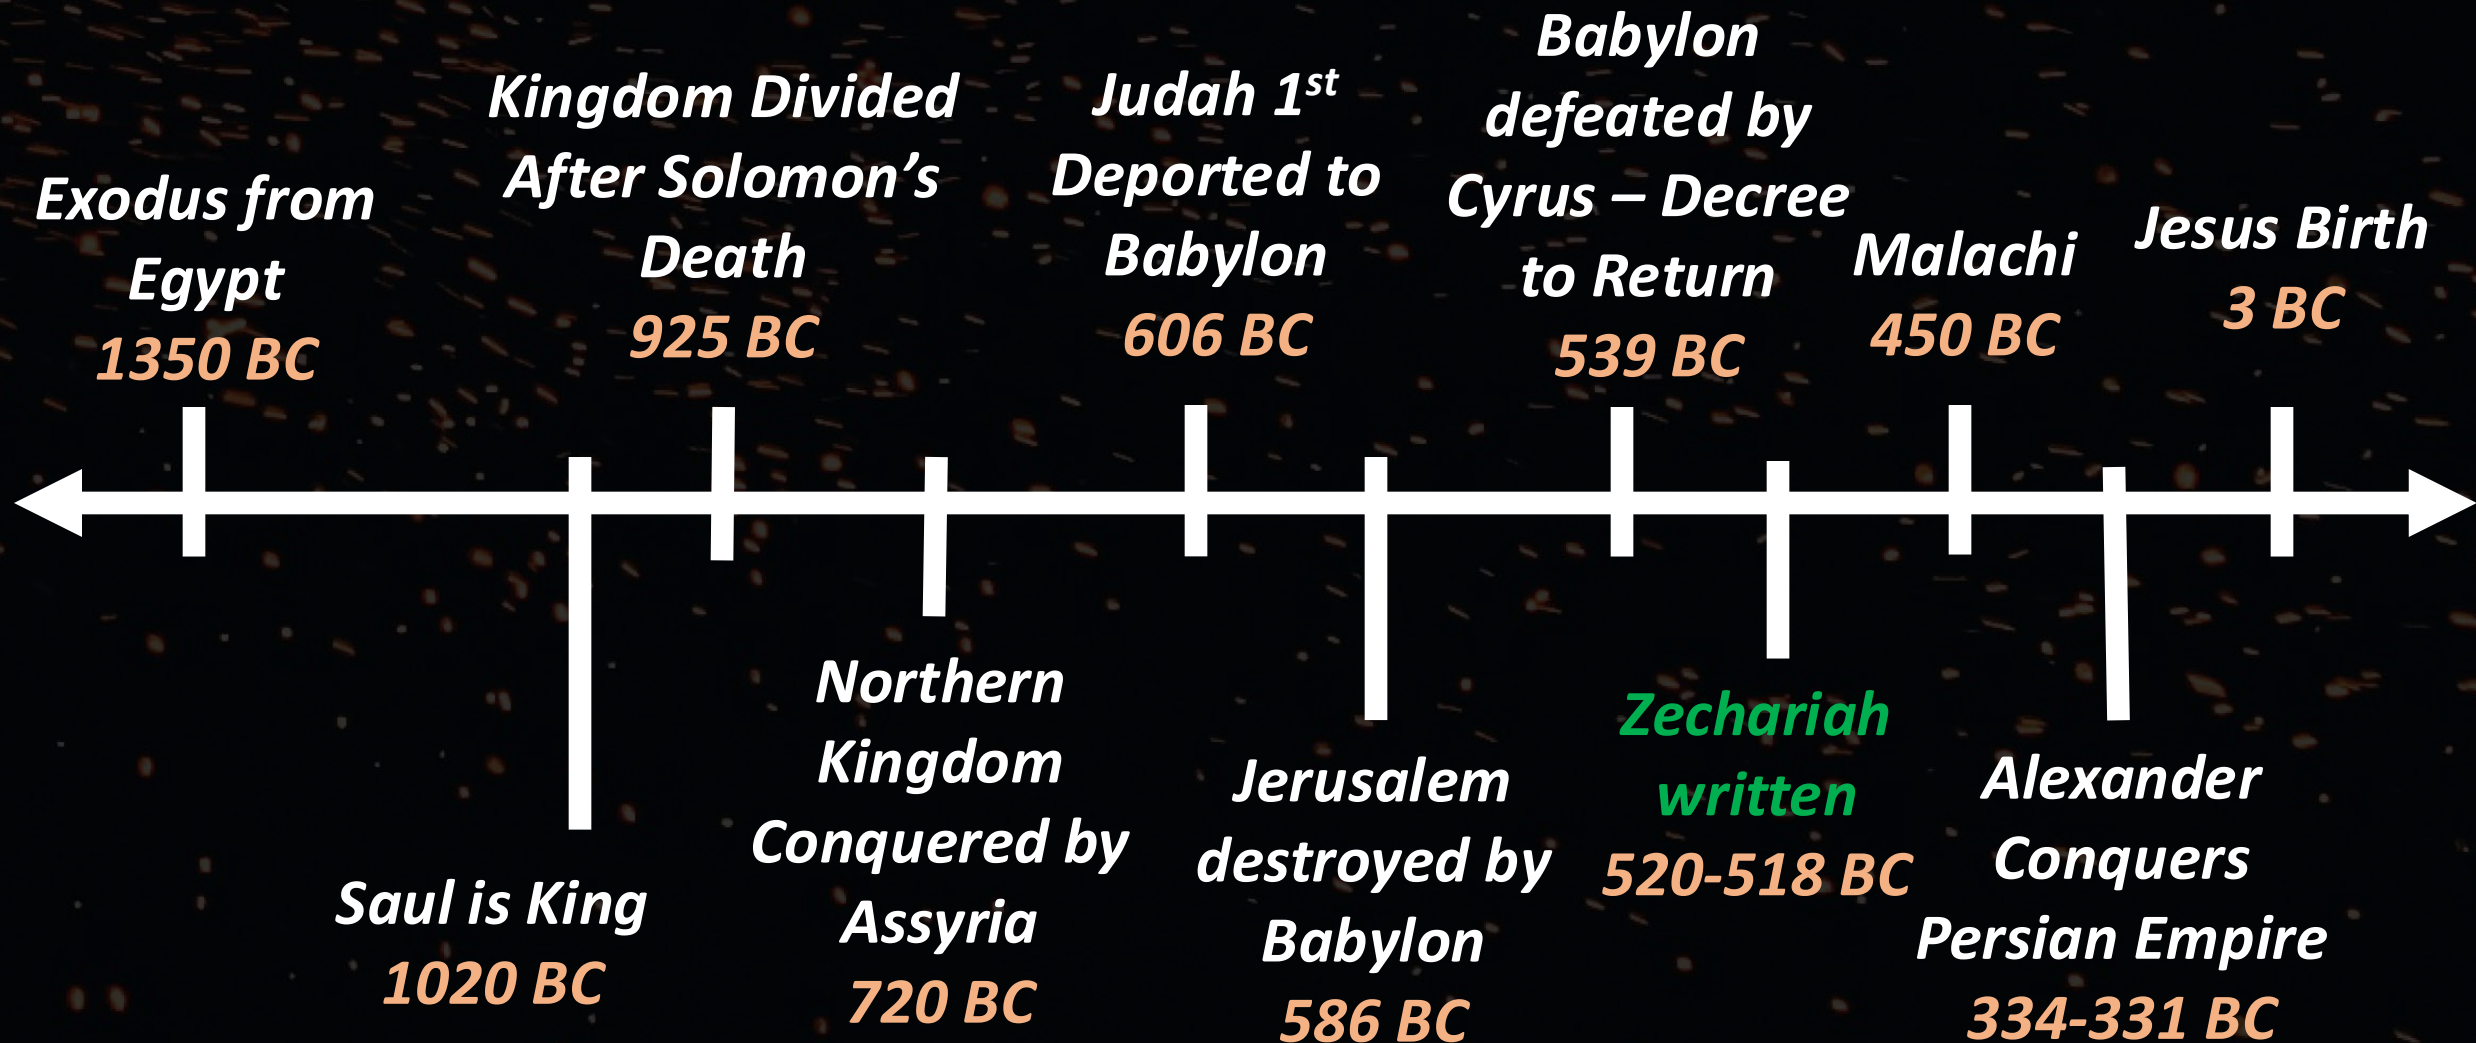 Exodus from
Egypt
1350 BC
Saul is King
1020 BC
Kingdom Divided
After Solomon’s
Death
925 BC
Northern
Kingdom
Conquered by
Assyria
720 BC
Judah 1st
Deported to
Babylon
606 BC
Jerusalem
destroyed by
Babylon
586 BC
Babylon
defeated by
Cyrus – Decree
to Return
539 BC
Zechariah
written
520-518 BC
Malachi
450 BC
Alexander
Conquers
Persian Empire
334-331 BC
Jesus Birth
3 BC